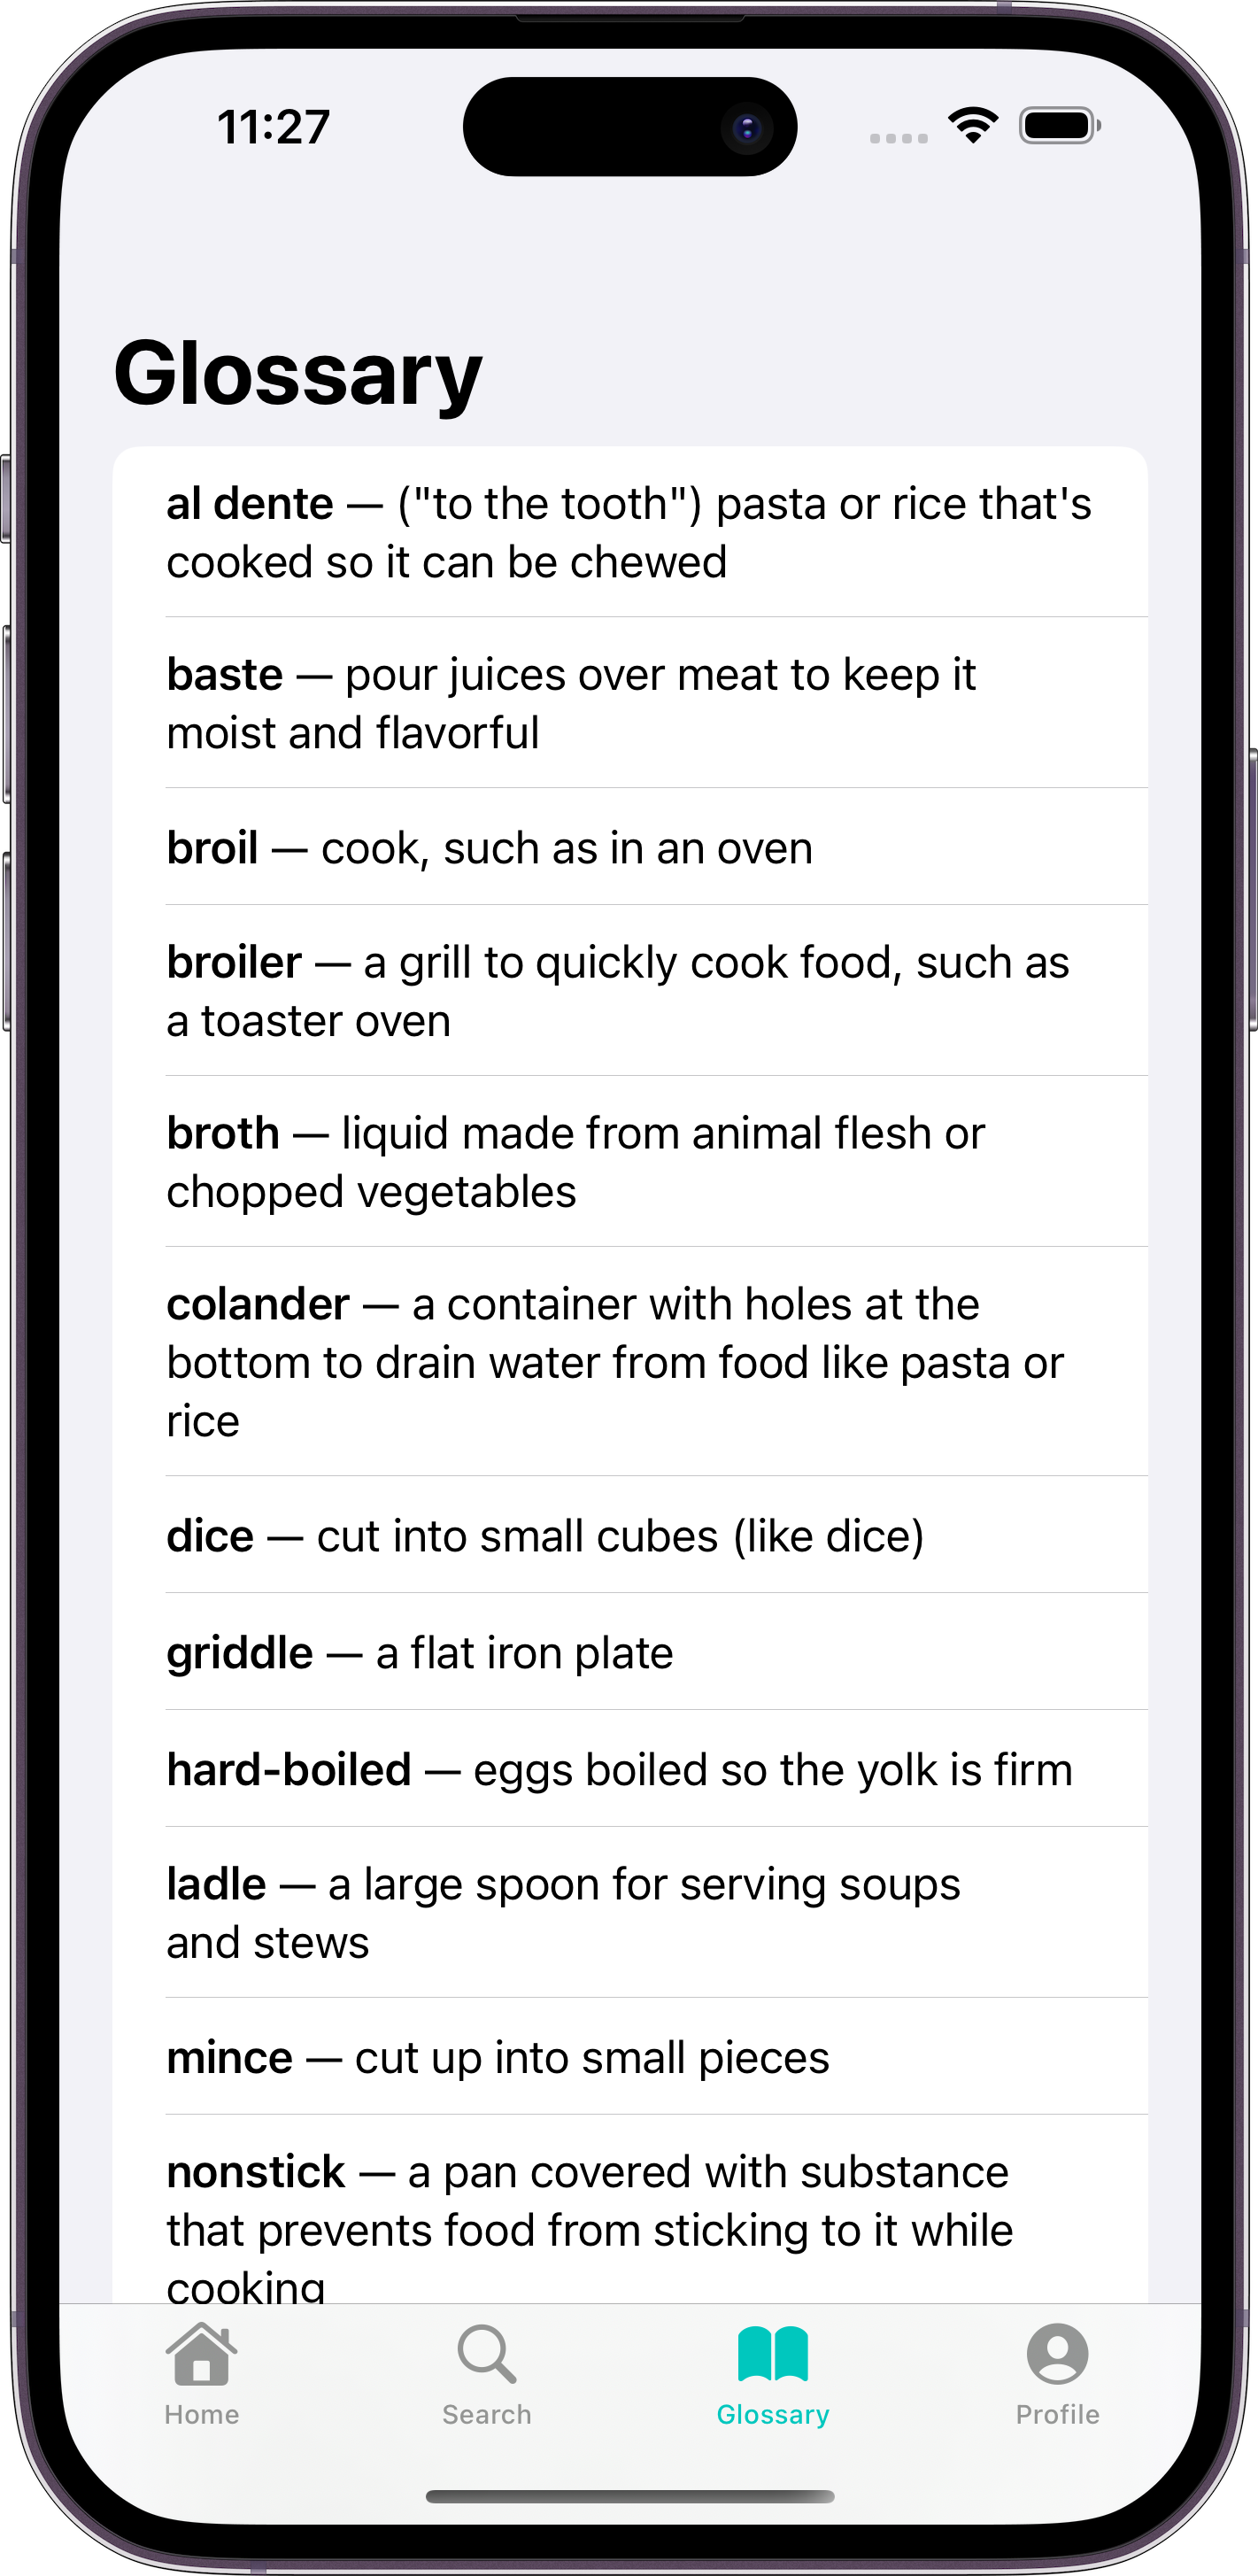 11:27
Glossary
al dente — ("to the tooth") pasta or rice that's
cooked so it can be chewed
baste — pour juices over meat to keep it
moist and flavorful
broil — cook, such as in an oven
broiler — a grill to quickly cook food, such as
a toaster oven
broth — liquid made from animal flesh or
chopped vegetables
colander — a container with holes at the
bottom to drain water from food like pasta or
rice
dice — cut into small cubes (like dice)
griddle — a flat iron plate
hard-boiled — eggs boiled so the yolk is firm
ladle — a large spoon for serving soups
and stews
mince — cut up into small pieces
nonstick — a pan covered with substance
that prevents food from sticking to it while
cooking
Home
Search
Glossary
Profile